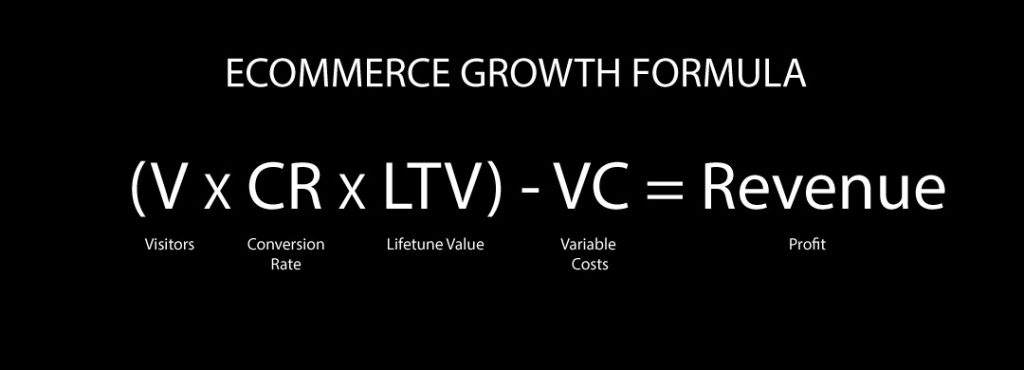 ECOMMERCE GROWTH FORMULA
(V x CR x LTV) - VC = Revenue
Visitors Conversion Rate Lifetune Value Variable Costs Profit